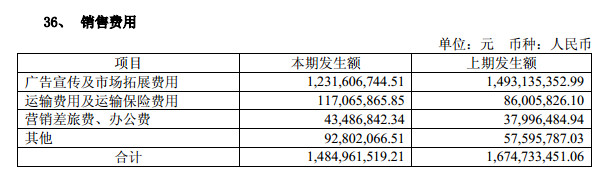 36、 销售费用
单位：元 币种：人民币
项目 本期发生额 上期发生额
广告宣传及市场拓展费用 1,231,606,744.51 1,493,135,352.99
运输费用及运输保险费用 117,065,865.85 86,005,826.10
营销差旅费、办公费 43,486,842.34 37,996,484.94
其他 92,802,066.51 57,595,787.03
合计 1,484,961,519.21 1,674,733,451.06